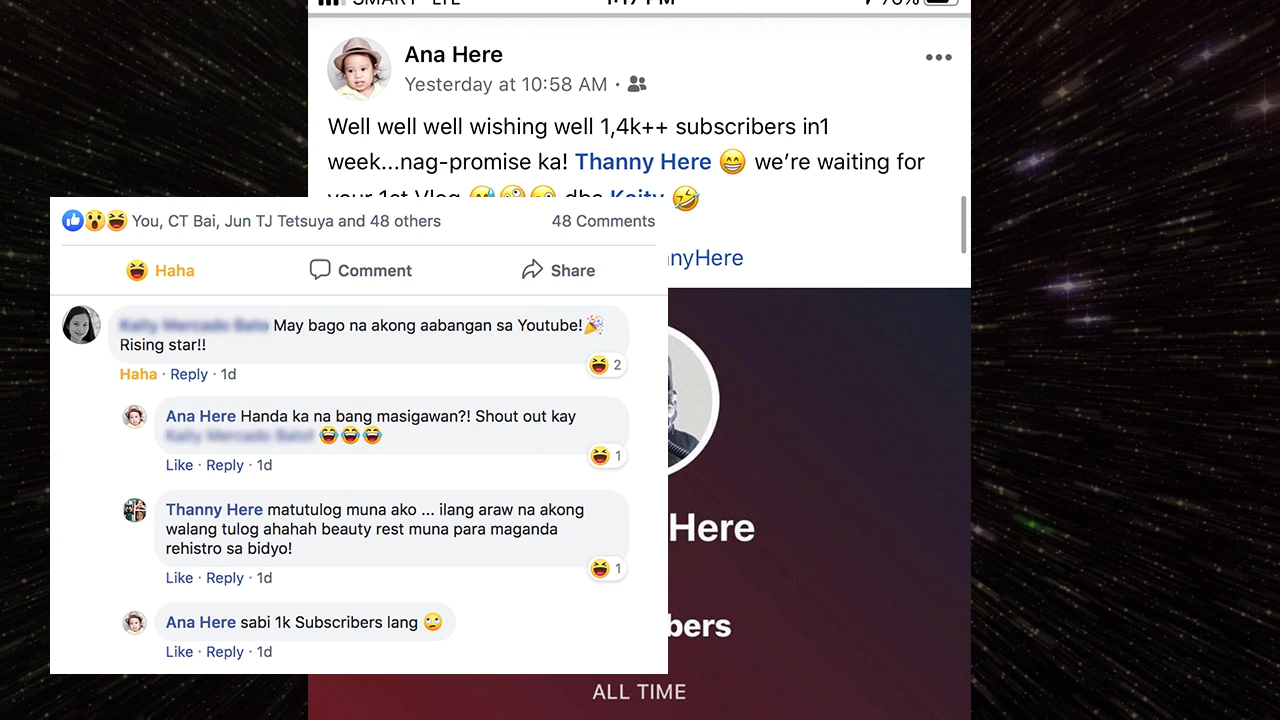 SMART LTE 1:17 PM 76%
Ana Here
Yesterday at 10:58 AM ·
Well well well wishing well 1,4k++ subscribers in1
week...nag-promise ka! Thanny Here 😁 we’re waiting for
your 1st Vlog 😅 dba Kaity 🤣
nyHere
You, CT Bai, Jun TJ Tetsuya and 48 others 48 Comments
Haha Comment Share
May bago na akong aabangan sa Youtube!🎉
Rising star!!
2
Haha · Reply · 1d
Ana Here Handa ka na bang masigawan?! Shout out kay
😂😂😂
1
Like · Reply · 1d
Thanny Here matutulog muna ako ... ilang araw na akong
walang tulog ahahah beauty rest muna para maganda
rehistro sa bidyo!
1
Like · Reply · 1d
Ana Here sabi 1k Subscribers lang 🙄
Like · Reply · 1d
Here
bers
ALL TIME